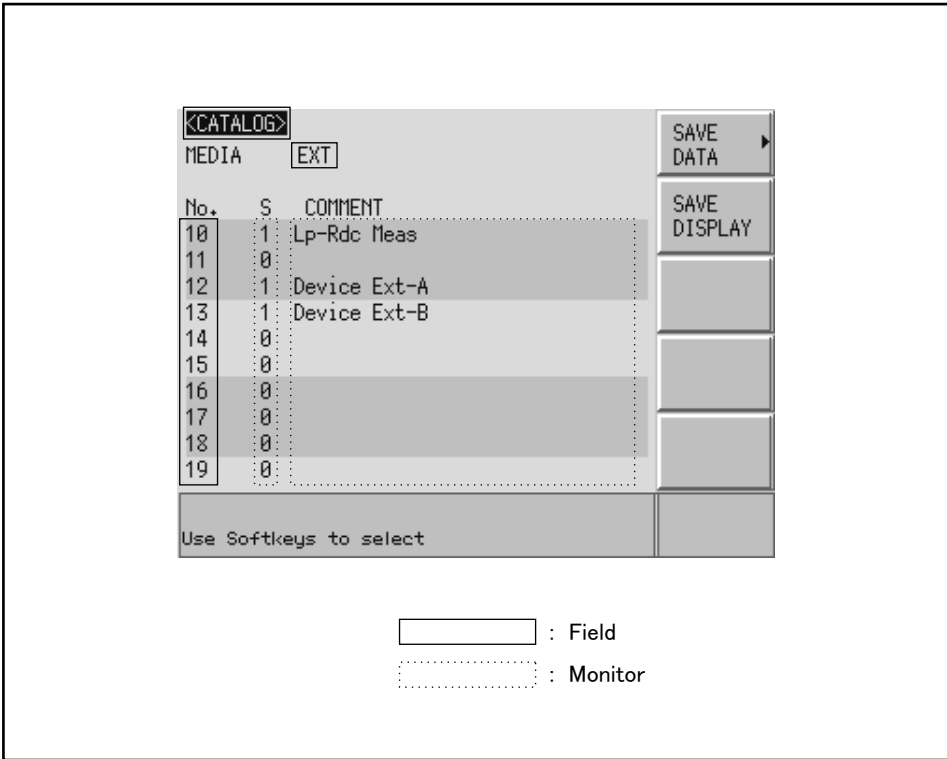 <CATALOG>
MEDIA EXT
No. S COMMENT
10 1 Lp-Rdc Meas
11 0
12 1 Device Ext-A
13 1 Device Ext-B
14 0
15 0
16 0
17 0
18 0
19 0
Use Softkeys to select
SAVE
DATA
SAVE
DISPLAY
: Field
: Monitor